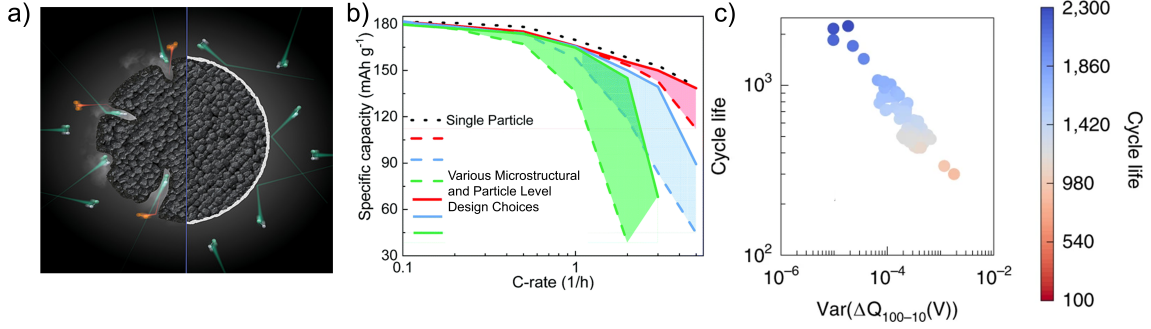 a)
b)
180
150
120
90
60
30
0.1
1
Specific capacity (mAh g⁻¹)
C-rate (1/h)
Single Particle
Various Microstructural
and Particle Level
Design Choices
c)
10³
10²
10⁻⁶
10⁻⁴
10⁻²
Cycle life
Var(ΔQ₁₀₀₋₁₀(V))
2,300
1,860
1,420
980
540
100
Cycle life